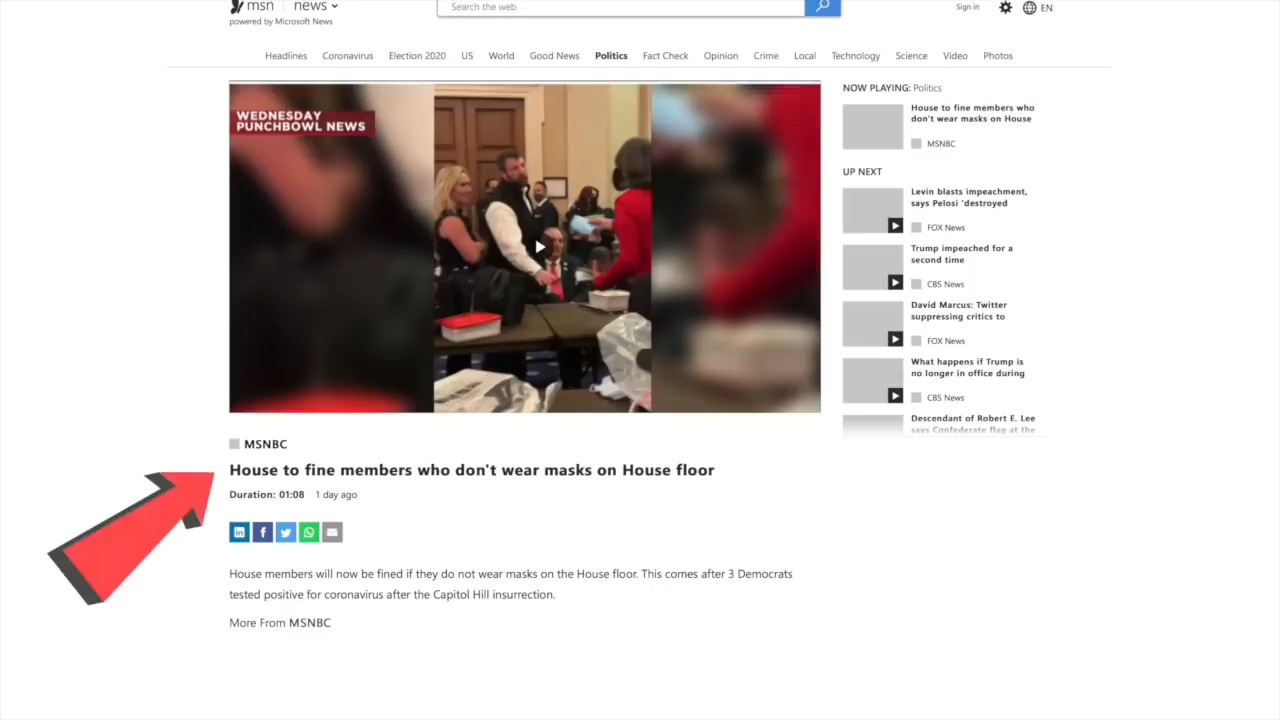 msn news
powered by Microsoft News
Search the web
Sign in
EN
Headlines Coronavirus Election 2020 US World Good News Politics Fact Check Opinion Crime Local Technology Science Video Photos
WEDNESDAY
PUNCHBOWL NEWS
NOW PLAYING: Politics
House to fine members who
don't wear masks on House
MSNBC
UP NEXT
Levin blasts impeachment,
says Pelosi 'destroyed
FOX News
Trump impeached for a
second time
CBS News
David Marcus: Twitter
suppressing critics to
FOX News
What happens if Trump is
no longer in office during
CBS News
Descendant of Robert E. Lee
says Confederate flag at the
MSNBC
House to fine members who don't wear masks on House floor
Duration: 01:08 1 day ago
House members will now be fined if they do not wear masks on the House floor. This comes after 3 Democrats
tested positive for coronavirus after the Capitol Hill insurrection.
More From MSNBC